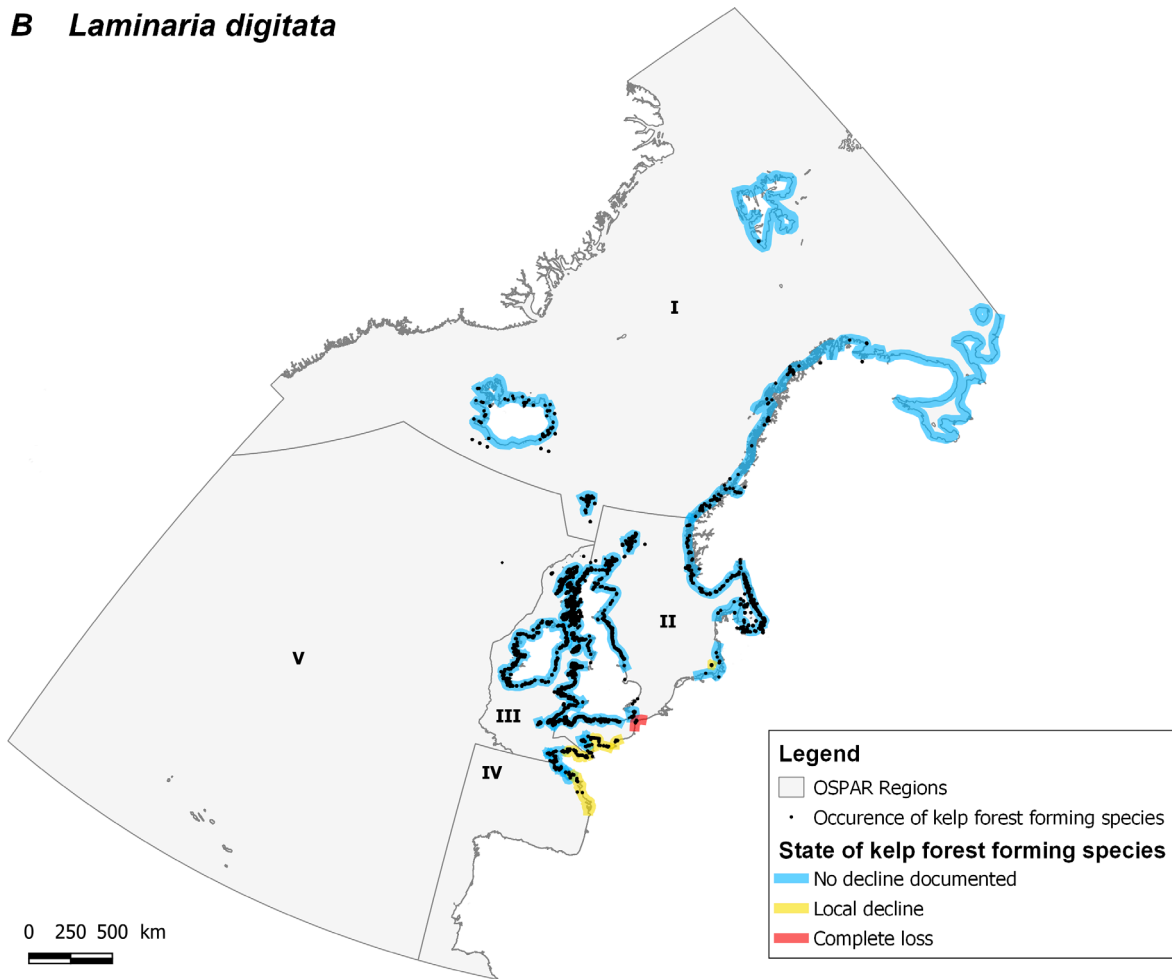 B Laminaria digitata
I
II
V
III
IV
Legend
OSPAR Regions
Occurence of kelp forest forming species
State of kelp forest forming species
No decline documented
Local decline
Complete loss
0 250 500 km